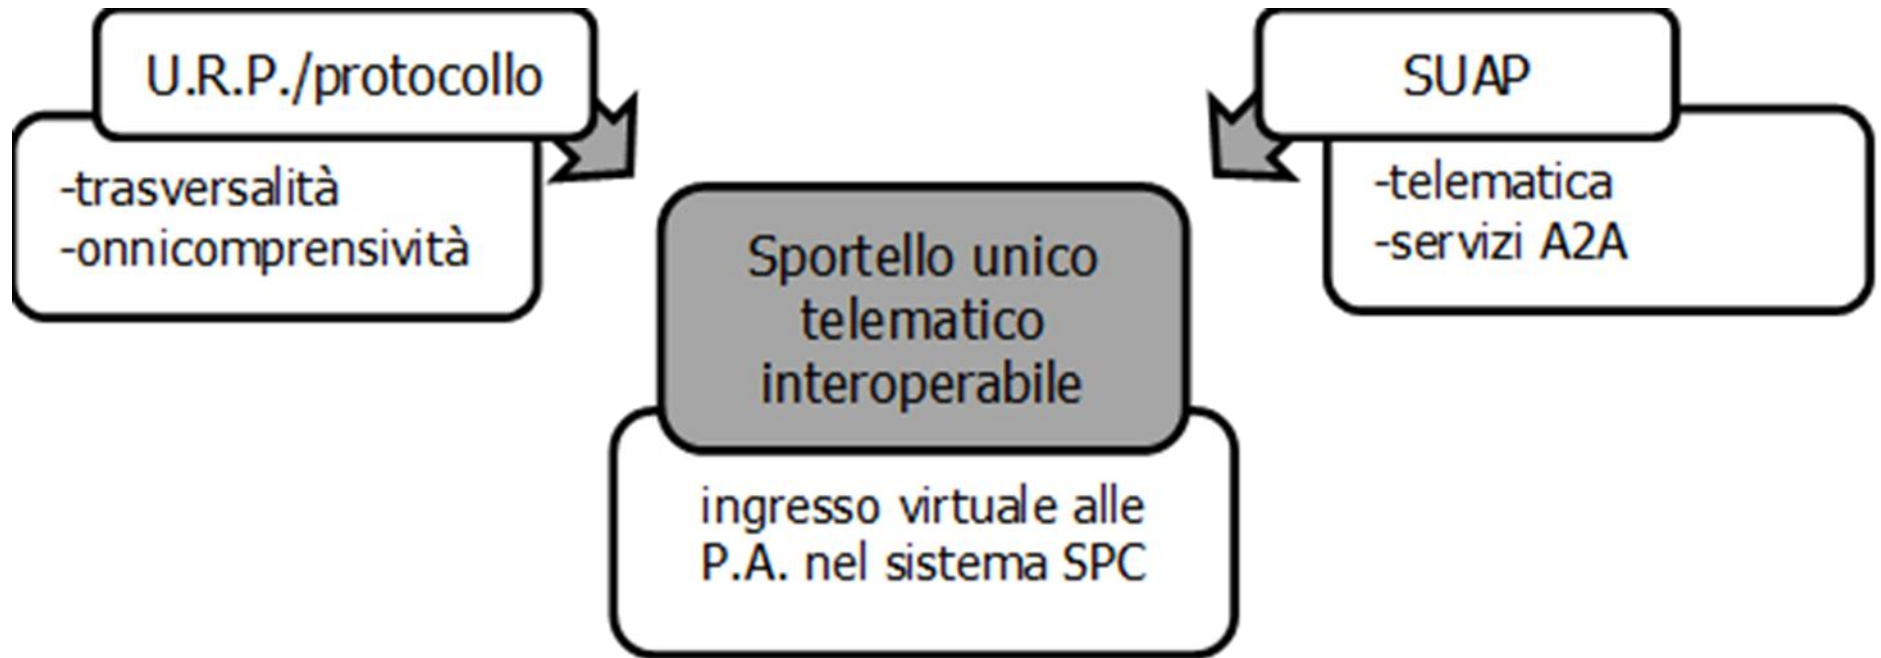 U.R.P./protocollo
-trasversalità
-onnicomprensività
SUAP
-telematica
-servizi A2A
Sportello unico
telematico
interoperabile
ingresso virtuale alle
P.A. nel sistema SPC